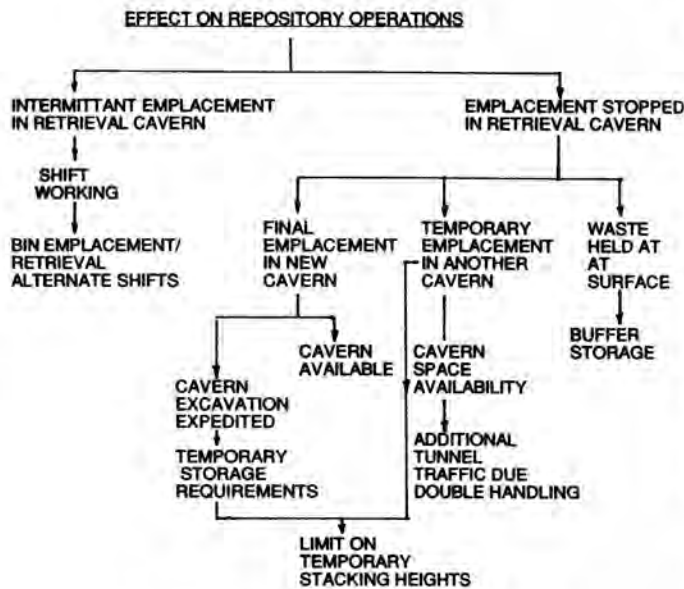 EFFECT ON REPOSITORY OPERATIONS
INTERMITTANT EMPLACEMENT
IN RETRIEVAL CAVERN
EMPLACEMENT STOPPED
IN RETRIEVAL CAVERN
SHIFT
WORKING
BIN EMPLACEMENT/
RETRIEVAL
ALTERNATE SHIFTS
FINAL
EMPLACEMENT
IN NEW
CAVERN
TEMPORARY
EMPLACEMENT
IN ANOTHER
CAVERN
WASTE
HELD AT
AT
SURFACE
BUFFER
STORAGE
CAVERN
AVAILABLE
CAVERN
SPACE
AVAILABILITY
CAVERN
EXCAVATION
EXPEDITED
TEMPORARY
STORAGE
REQUIREMENTS
ADDITIONAL
TUNNEL
TRAFFIC DUE
DOUBLE HANDLING
LIMIT ON
TEMPORARY
STACKING HEIGHTS